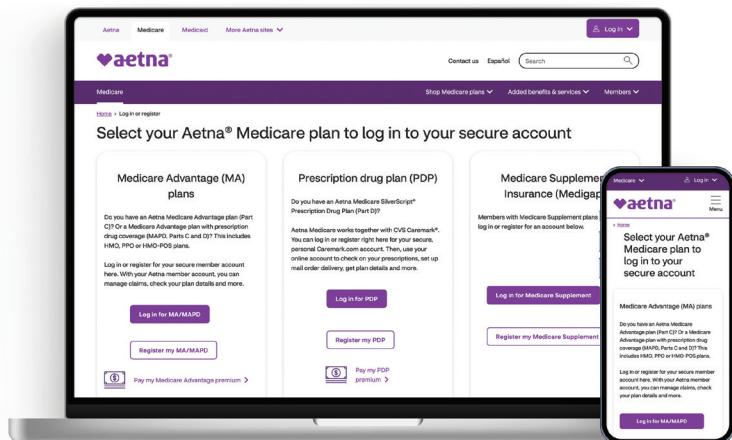 Aetna Medicare Medicaid More Aetna sites Log In
aetna®
Contact us Español Search
Medicare Shop Medicare plans Added benefits & services Members
Home > Log in or register
Select your Aetna® Medicare plan to log in to your secure account
Medicare Advantage (MA)
plans
Do you have an Aetna Medicare Advantage plan (Part
C)? Or a Medicare Advantage plan with prescription
drug coverage (MAPD, Parts C and D)? This includes
HMO, PPO or HMO-POS plans.
Log in or register for your secure member account
here. With your Aetna member account, you can
manage claims, check your plan details and more.
Log in for MA/MAPD
Register my MA/MAPD
Pay my Medicare Advantage premium >
Prescription drug plan (PDP)
Do you have an Aetna Medicare SilverScript®
Prescription Drug Plan (Part D)?
Aetna Medicare works together with CVS Caremark®.
You can log in or register right here for your secure,
personal Caremark.com account. Then, use your
online account to check on your prescriptions, set up
mail order delivery, get plan details and more.
Log in for PDP
Register my PDP
Pay my PDP
premium >
Medicare Supplement
Insurance (Medigap
Members with Medicare Supplement plans
log in or register for an account below.
Log in for Medicare Supplement
Register my Medicare Supplement
Medicare Log in
aetna®
Menu
Home
Select your Aetna®
Medicare plan to
log in to your
secure account
Medicare Advantage (MA) plans
Do you have an Aetna Medicare
Advantage plan (Part C)? Or a Medicare
Advantage plan with prescription drug
coverage (MAPD, Parts C and D)? This
includes HMO, PPO or HMO-POS plans.
Log in or register for your secure member
account here. With your Aetna member
account, you can manage claims, check
your plan details and more.
Log in for MA/MAPD